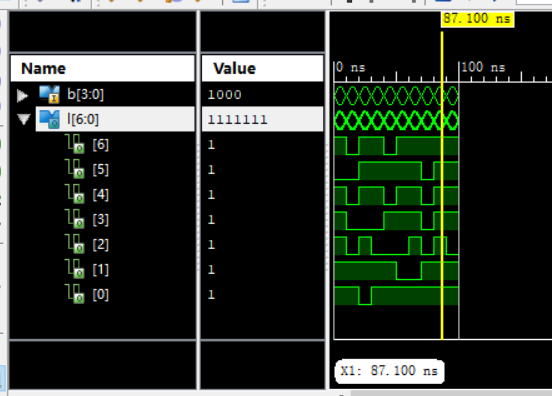 87.100 ns
Name Value 0 ns 100 ns
b[3:0] 1000
l[6:0] 1111111
[6] 1
[5] 1
[4] 1
[3] 1
[2] 1
[1] 1
[0] 1
X1: 87.100 ns